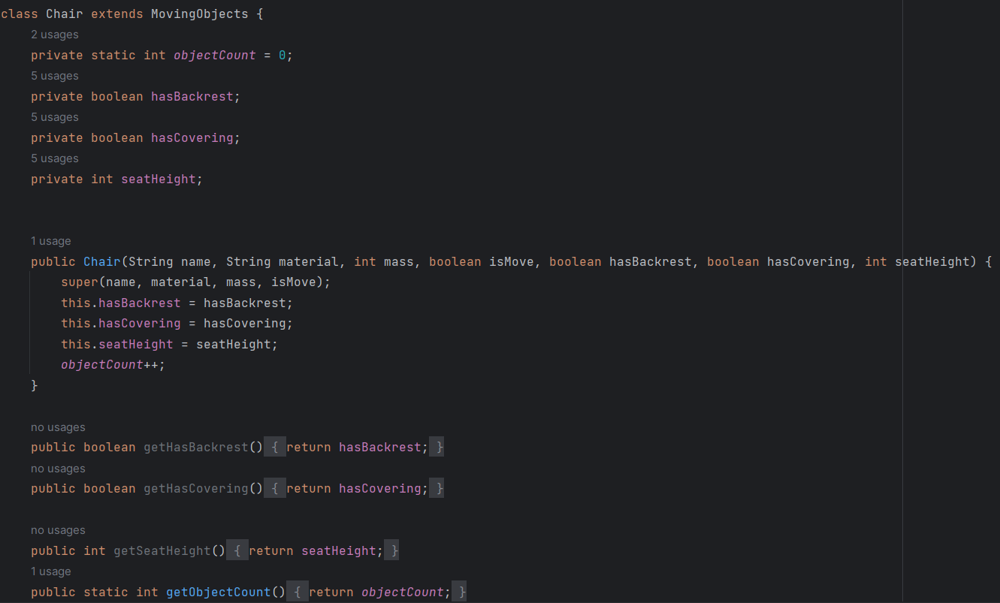 class Chair extends MovingObjects {
2 usages
private static int objectCount = 0;
5 usages
private boolean hasBackrest;
5 usages
private boolean hasCovering;
5 usages
private int seatHeight;
1 usage
public Chair(String name, String material, int mass, boolean isMove, boolean hasBackrest, boolean hasCovering, int seatHeight) {
super(name, material, mass, isMove);
this.hasBackrest = hasBackrest;
this.hasCovering = hasCovering;
this.seatHeight = seatHeight;
objectCount++;
}
no usages
public boolean getHasBackrest() { return hasBackrest; }
no usages
public boolean getHasCovering() { return hasCovering; }
no usages
public int getSeatHeight() { return seatHeight; }
1 usage
public static int getObjectCount() { return objectCount; }